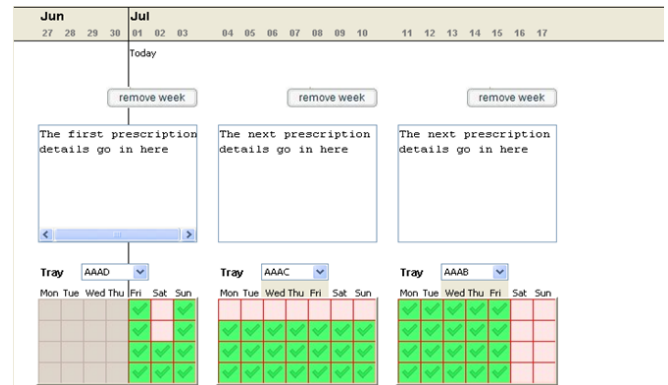 Jun Jul
27 28 29 30 01 02 03 04 05 06 07 08 09 10 11 12 13 14 15 16 17
Today
remove week remove week remove week
The first prescription The next prescription The next prescription
details go in here details go in here details go in here
Tray AAAD Tray AAAC Tray AAAB
Mon Tue Wed Thu Fri Sat Sun Mon Tue Wed Thu Fri Sat Sun Mon Tue Wed Thu Fri Sat Sun